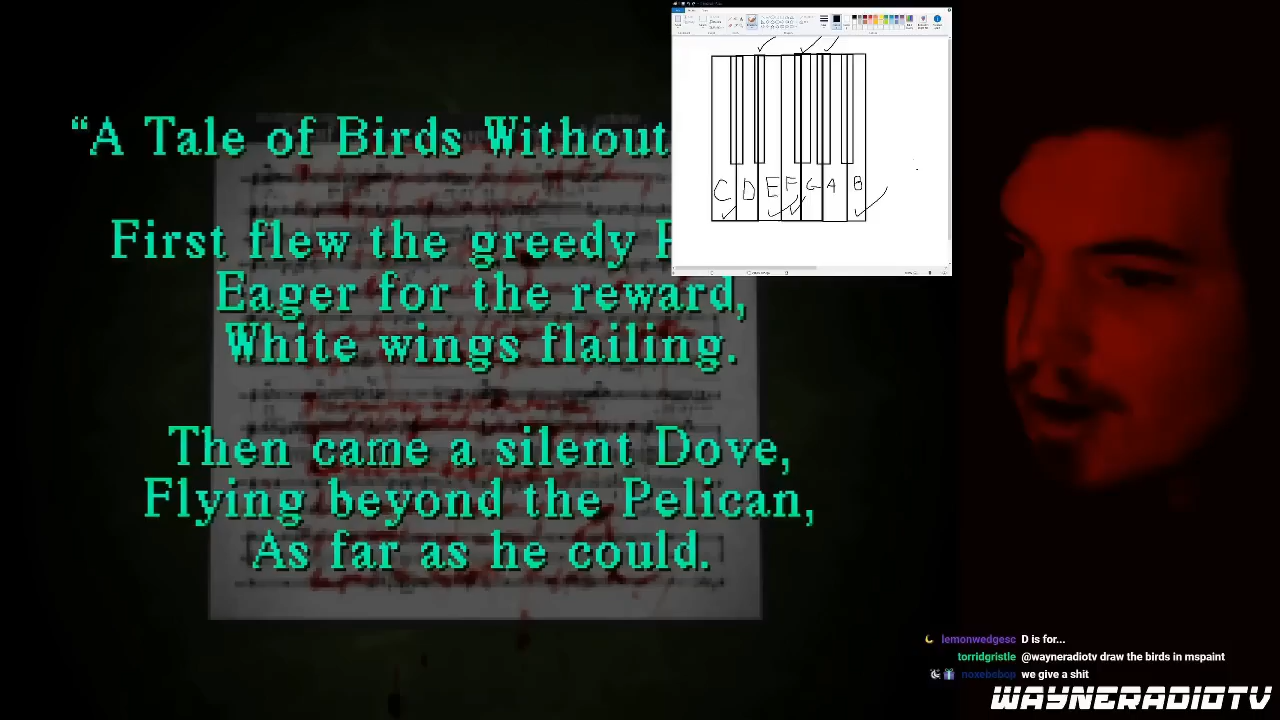 “A Tale of Birds Without
First flew the greedy
Eager for the reward,
White wings flailing.
Then came a silent Dove,
Flying beyond the Pelican,
As far as he could.
C D E F G A B
lemonwedgesc D is for...
torridgristle @wayneradiotv draw the birds in mspaint
noxebebop we give a shit
WAYNERADIOTV